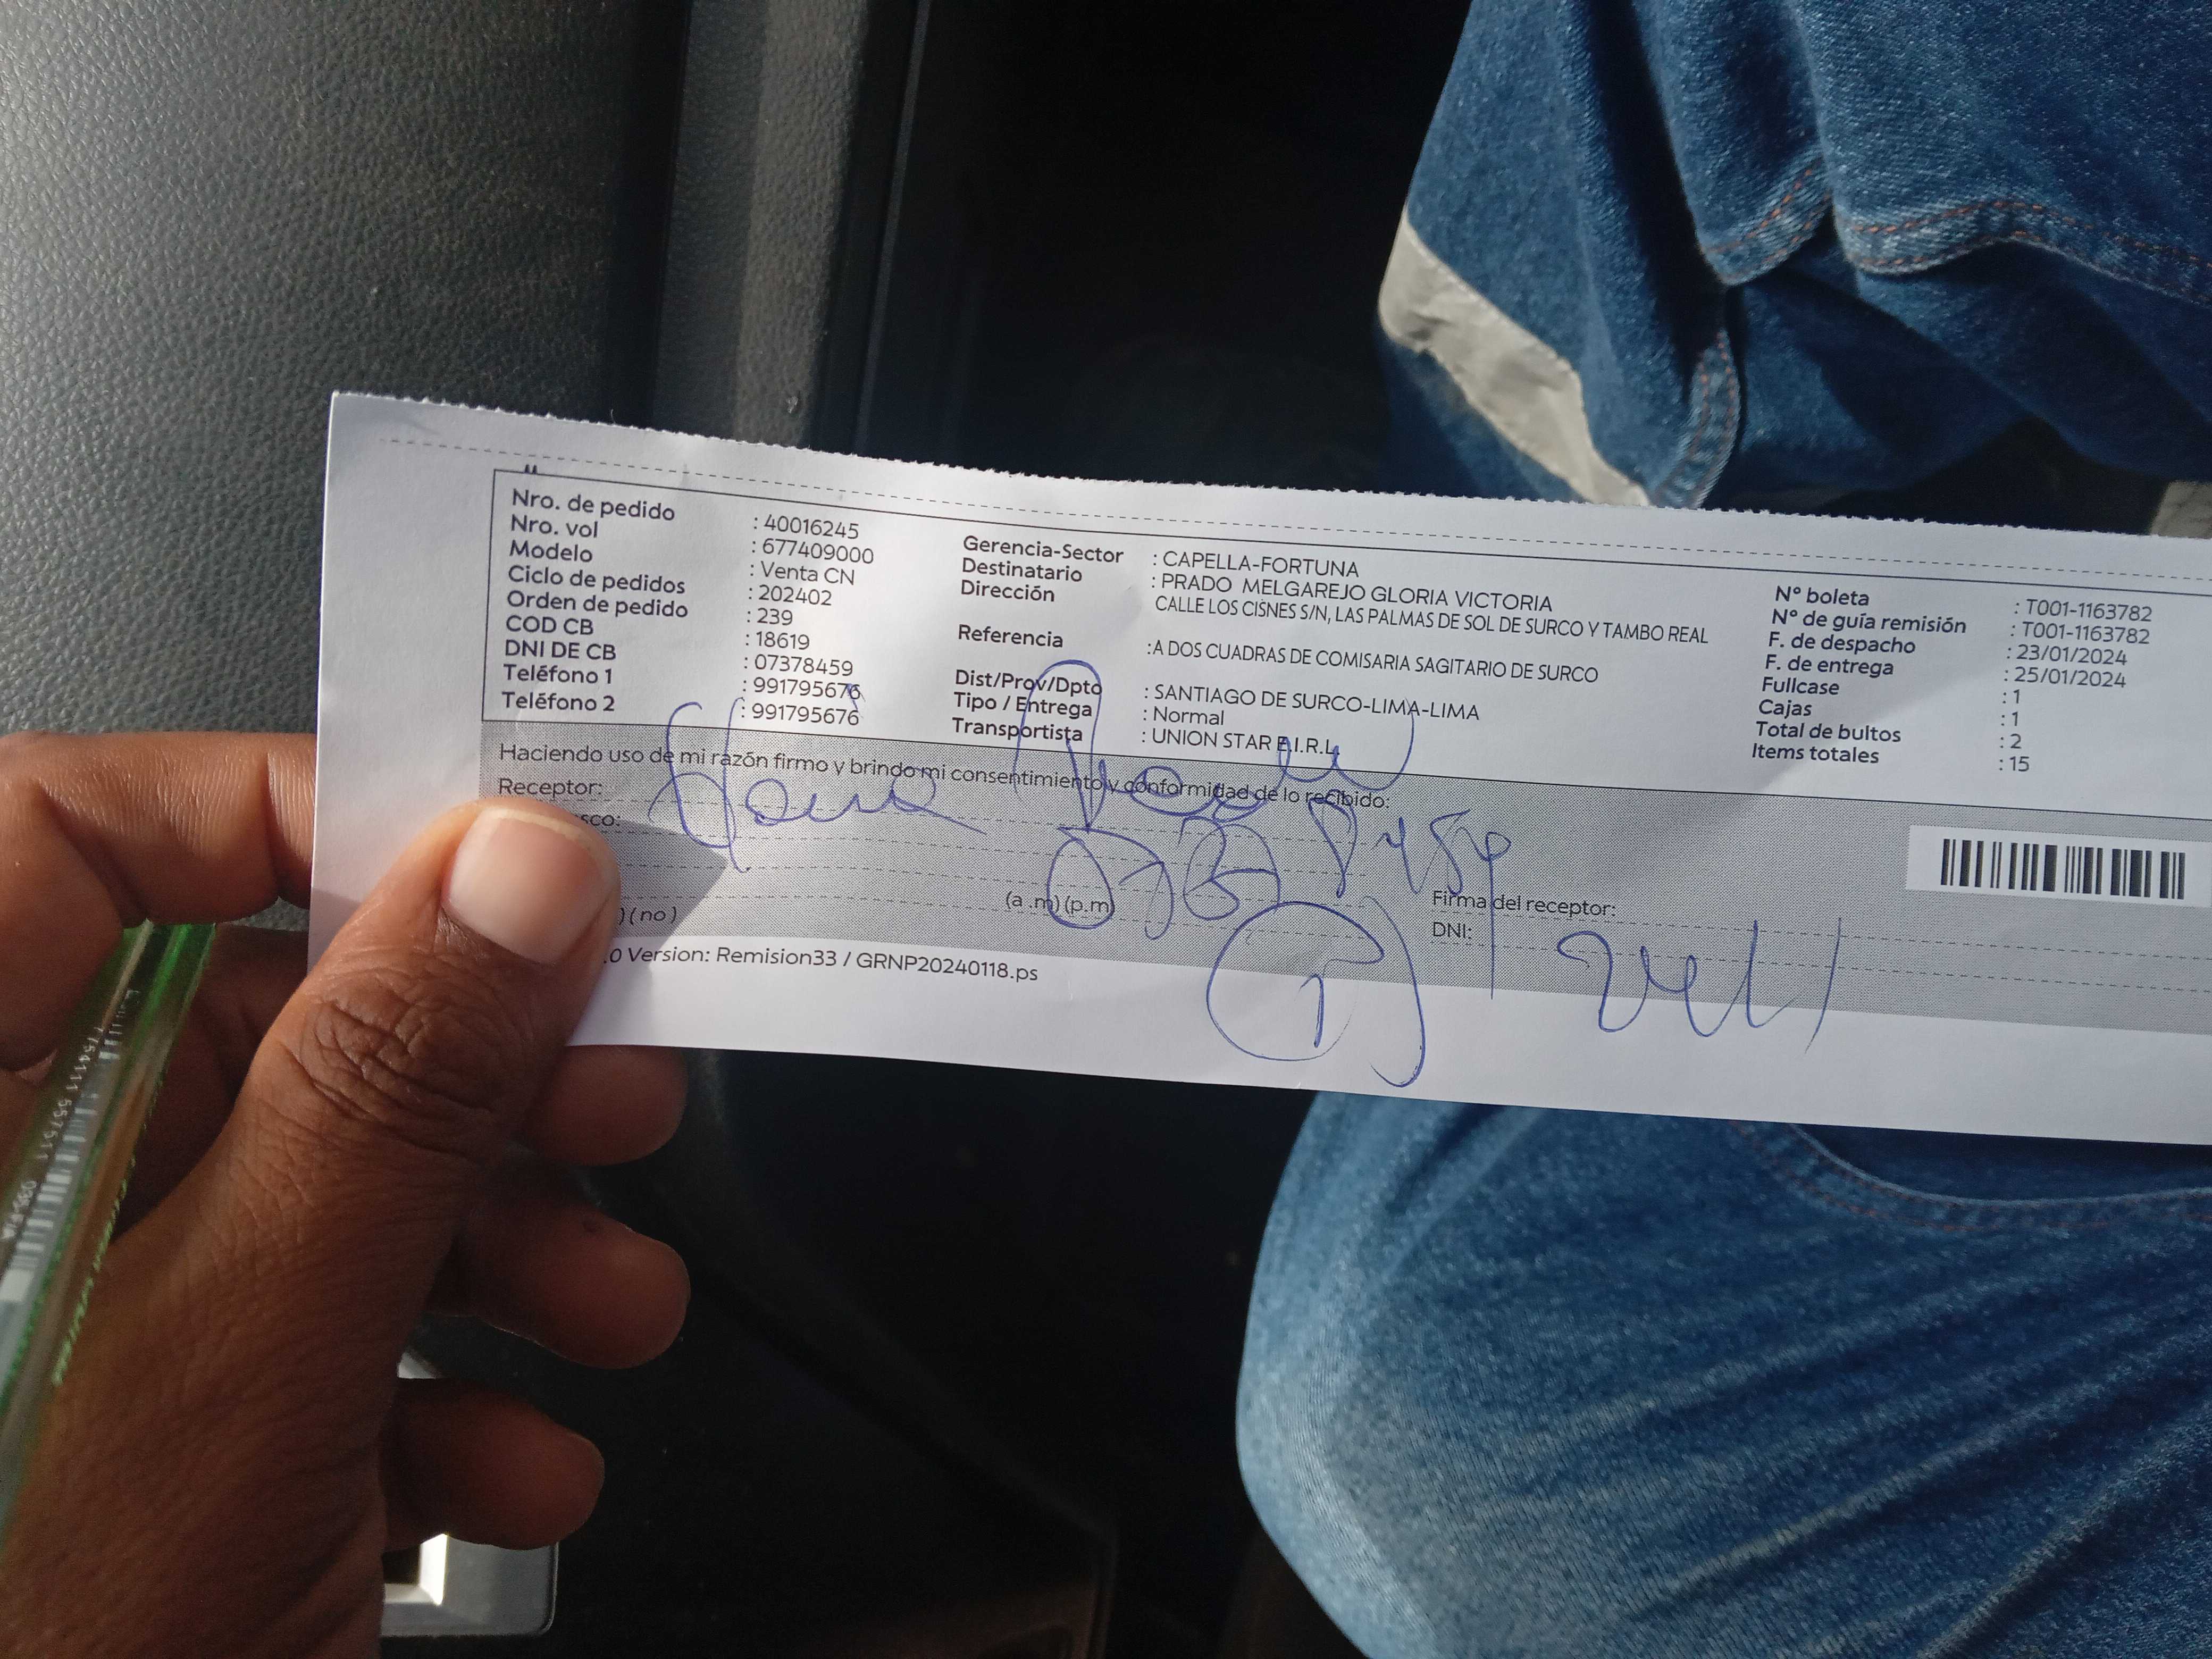 Nro. de pedido : 40016245
Nro. vol : 677409000
Modelo : Venta CN
Ciclo de pedidos : 202402
Orden de pedido : 239
COD CB : 18619
DNI DE CB : 07378459
Teléfono 1 : 991795676
Teléfono 2 : 991795676
Gerencia-Sector : CAPELLA-FORTUNA
Destinatario : PRADO MELGAREJO GLORIA VICTORIA
Dirección CALLE LOS CISNES S/N, LAS PALMAS DE SOL DE SURCO Y TAMBO REAL
Referencia :A DOS CUADRAS DE COMISARIA SAGITARIO DE SURCO
Dist/Prov/Dpto : SANTIAGO DE SURCO-LIMA-LIMA
Tipo / Entrega : Normal
Transportista : UNION STAR E.I.R.L.
N° boleta : T001-1163782
N° de guía remisión : T001-1163782
F. de despacho : 23/01/2024
F. de entrega : 25/01/2024
Fullcase : 1
Cajas : 1
Total de bultos : 2
Items totales : 15
Haciendo uso de mi razón firmo y brindo mi consentimiento y conformidad de lo recibido:
Receptor:
(a .m) (p.m)
) ( no )
Firma del receptor:
DNI:
.0 Version: Remision33 / GRNP20240118.ps